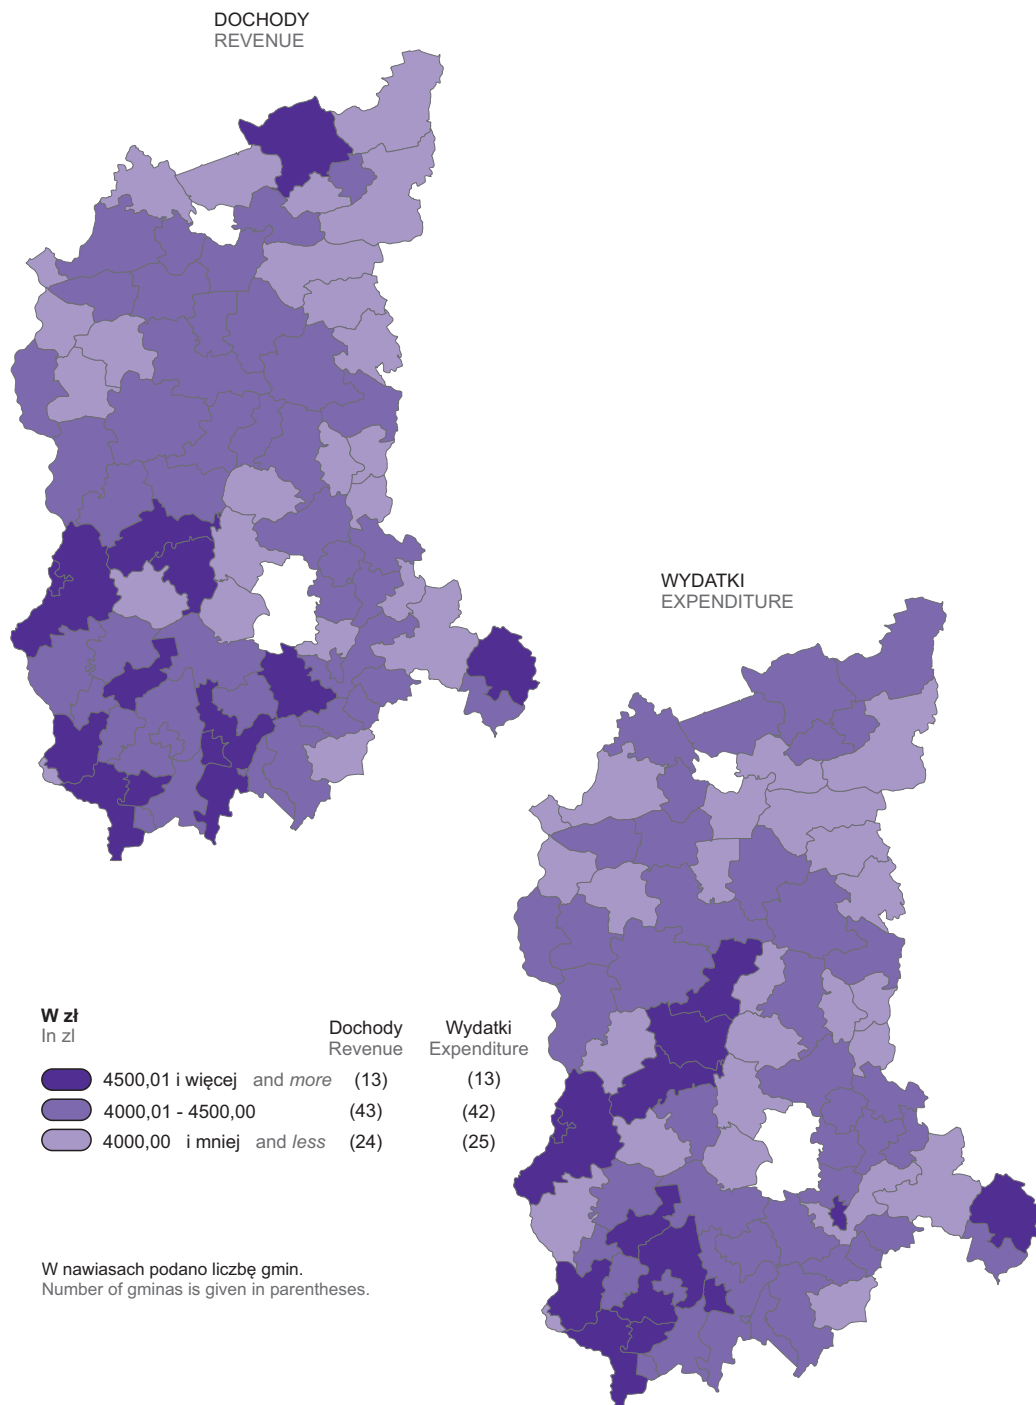 DOCHODY
REVENUE
WYDATKI
EXPENDITURE
W zł
In zl
Dochody Wydatki
Revenue Expenditure
4500,01 i więcej and more (13) (13)
4000,01 - 4500,00 (43) (42)
4000,00 i mniej and less (24) (25)
W nawiasach podano liczbę gmin.
Number of gminas is given in parentheses.